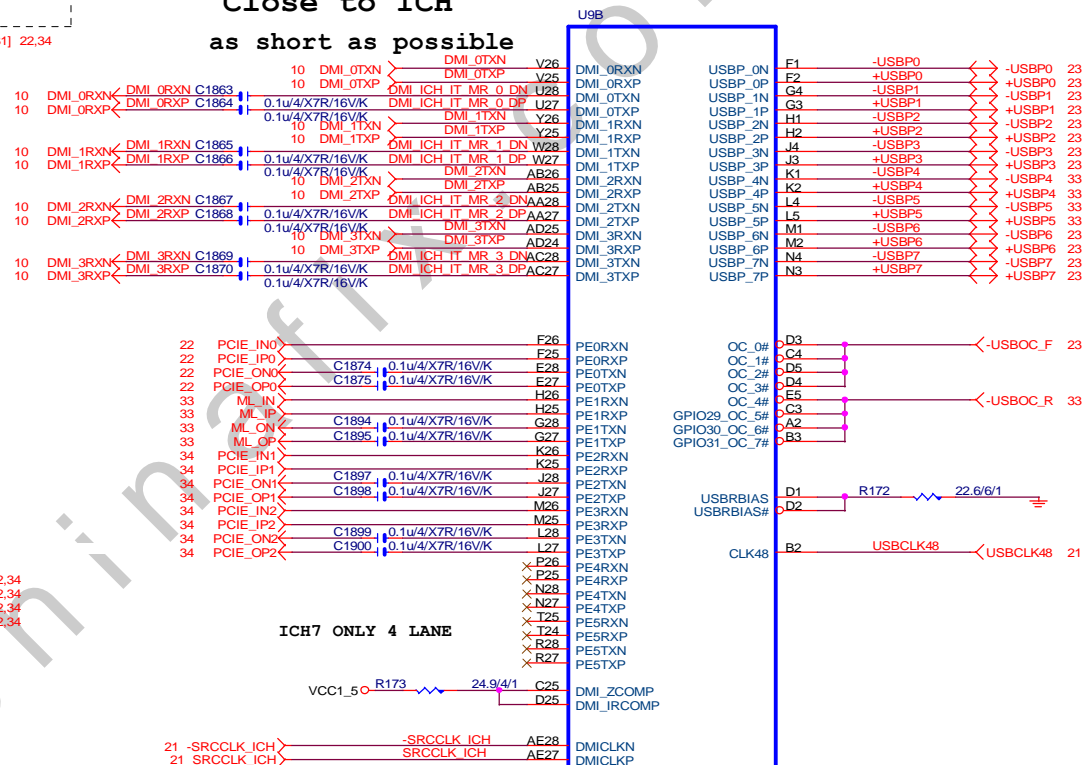 Close to ICH
as short as possible
1] 22,34
U9B
10 DMI_0TXN DMI_0TXN V26 DMI_0RXN
10 DMI_0TXP DMI_0TXP V25 DMI_0RXP
10 DMI_0RXN DMI_0RXN C1863 DMI_ICH_IT_MR_0_DN U28 DMI_0TXN
10 DMI_0RXP DMI_0RXP C1864 0.1u/4/X7R/16V/K DMI_ICH_IT_MR_0_DP U27 DMI_0TXP
0.1u/4/X7R/16V/K
10 DMI_1TXN DMI_1TXN Y26 DMI_1RXN
10 DMI_1TXP DMI_1TXP Y25 DMI_1RXP
10 DMI_1RXN DMI_1RXN C1865 DMI_ICH_IT_MR_1_DN W28 DMI_1TXN
10 DMI_1RXP DMI_1RXP C1866 0.1u/4/X7R/16V/K DMI_ICH_IT_MR_1_DP W27 DMI_1TXP
0.1u/4/X7R/16V/K
10 DMI_2TXN DMI_2TXN AB26 DMI_2RXN
10 DMI_2TXP DMI_2TXP AB25 DMI_2RXP
10 DMI_2RXN DMI_2RXN C1867 DMI_ICH_IT_MR_2_DN AA28 DMI_2TXN
10 DMI_2RXP DMI_2RXP C1868 0.1u/4/X7R/16V/K DMI_ICH_IT_MR_2_DP AA27 DMI_2TXP
0.1u/4/X7R/16V/K
10 DMI_3TXN DMI_3TXN AD25 DMI_3RXN
10 DMI_3TXP DMI_3TXP AD24 DMI_3RXP
10 DMI_3RXN DMI_3RXN C1869 DMI_ICH_IT_MR_3_DN AC28 DMI_3TXN
10 DMI_3RXP DMI_3RXP C1870 0.1u/4/X7R/16V/K DMI_ICH_IT_MR_3_DP AC27 DMI_3TXP
0.1u/4/X7R/16V/K
USBP_0N F1 -USBP0 -USBP0 23
USBP_0P F2 +USBP0 +USBP0 23
USBP_1N G4 -USBP1 -USBP1 23
USBP_1P G3 +USBP1 +USBP1 23
USBP_2N H1 -USBP2 -USBP2 23
USBP_2P H2 +USBP2 +USBP2 23
USBP_3N J4 -USBP3 -USBP3 23
USBP_3P J3 +USBP3 +USBP3 23
USBP_4N K1 -USBP4 -USBP4 33
USBP_4P K2 +USBP4 +USBP4 33
USBP_5N L4 -USBP5 -USBP5 33
USBP_5P L5 +USBP5 +USBP5 33
USBP_6N M1 -USBP6 -USBP6 23
USBP_6P M2 +USBP6 +USBP6 23
USBP_7N N4 -USBP7 -USBP7 23
USBP_7P N3 +USBP7 +USBP7 23
22 PCIE_IN0 F26 PE0RXN
22 PCIE_IP0 F25 PE0RXP
22 PCIE_ON0 C1874 0.1u/4/X7R/16V/K E28 PE0TXN
22 PCIE_OP0 C1875 0.1u/4/X7R/16V/K E27 PE0TXP
33 ML_IN H26 PE1RXN
33 ML_IP H25 PE1RXP
33 ML_ON C1894 0.1u/4/X7R/16V/K G28 PE1TXN
33 ML_OP C1895 0.1u/4/X7R/16V/K G27 PE1TXP
34 PCIE_IN1 K26 PE2RXN
34 PCIE_IP1 K25 PE2RXP
34 PCIE_ON1 C1897 0.1u/4/X7R/16V/K J28 PE2TXN
34 PCIE_OP1 C1898 0.1u/4/X7R/16V/K J27 PE2TXP
34 PCIE_IN2 M26 PE3RXN
34 PCIE_IP2 M25 PE3RXP
34 PCIE_ON2 C1899 0.1u/4/X7R/16V/K L28 PE3TXN
34 PCIE_OP2 C1900 0.1u/4/X7R/16V/K L27 PE3TXP
P26 PE4RXN
P25 PE4RXP
N28 PE4TXN
N27 PE4TXP
T25 PE5RXN
T24 PE5RXP
R28 PE5TXN
R27 PE5TXP
OC_0# D3 -USBOC_F 23
OC_1# C4
OC_2# D5
OC_3# D4
OC_4# E5 -USBOC_R 33
GPIO29_OC_5# C3
GPIO30_OC_6# A2
GPIO31_OC_7# B3
USBRBIAS D1 R172 22.6/6/1
USBRBIAS# D2
CLK48 B2 USBCLK48 USBCLK48 21
2,34
2,34
2,34
2,34
ICH7 ONLY 4 LANE
VCC1_5 R173 24.9/4/1 C25 DMI_ZCOMP
D25 DMI_IRCOMP
21 -SRCCLK_ICH -SRCCLK_ICH AE28 DMICLKN
21 SRCCLK_ICH SRCCLK_ICH AE27 DMICLKP
hinafix.co